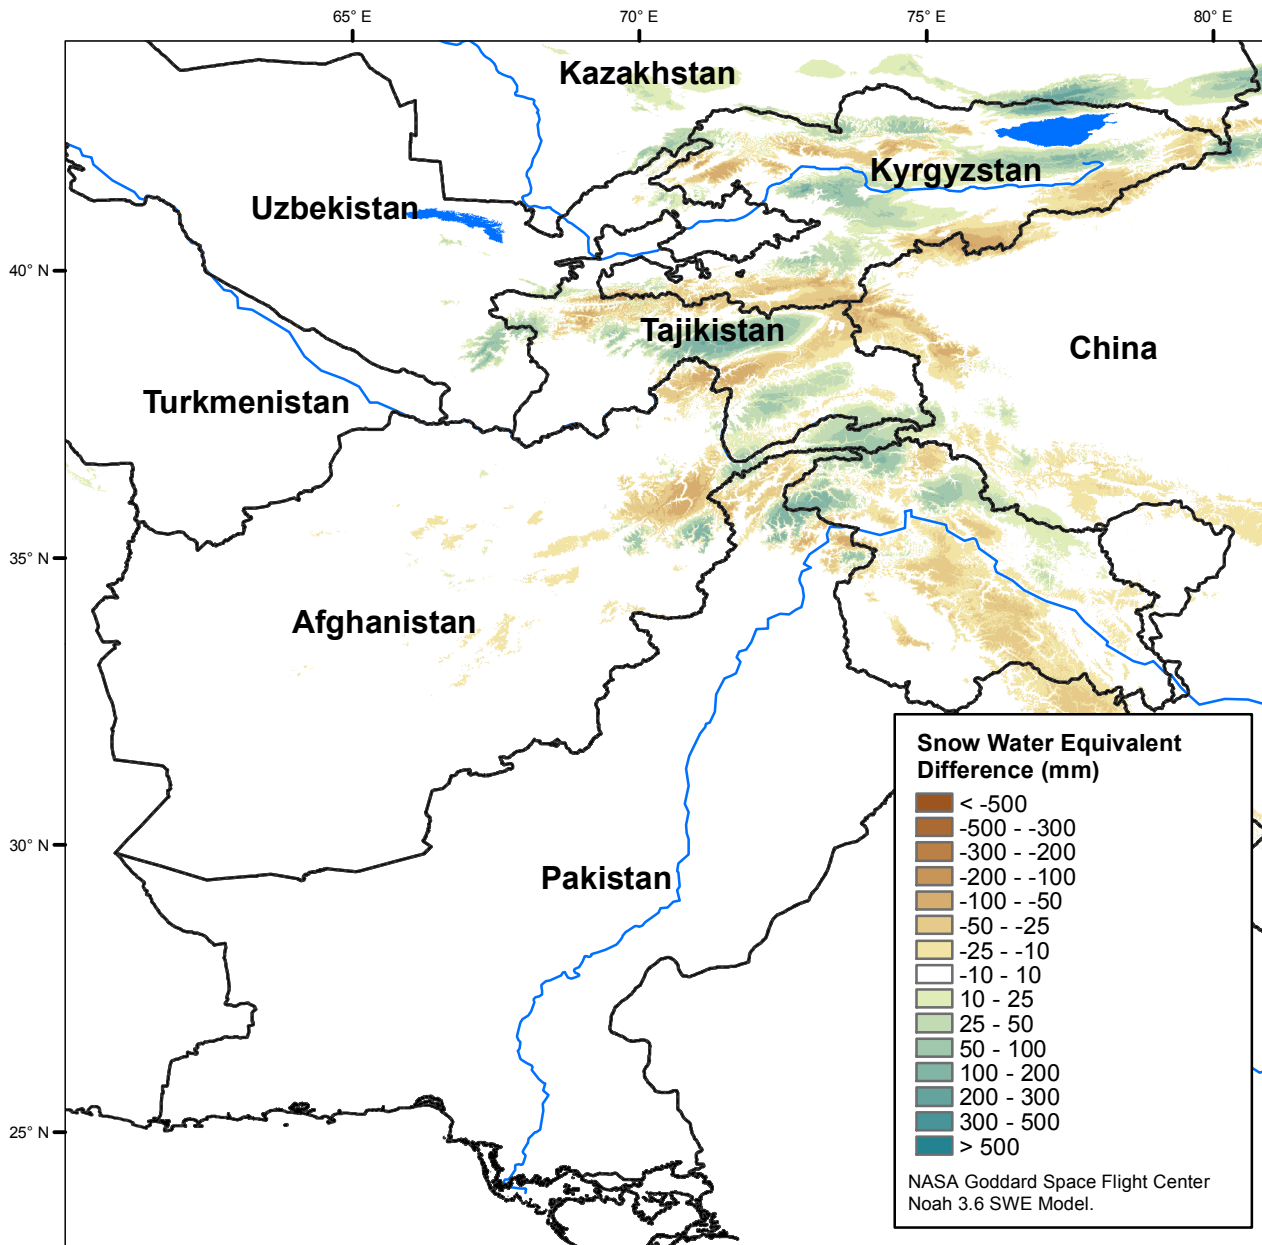 65° E
70° E
75° E
80° E
Kazakhstan
Kyrgyzstan
Uzbekistan
40° N
Tajikistan
China
Turkmenistan
35° N
Afghanistan
30° N
Pakistan
25° N
Snow Water Equivalent
Difference (mm)
< -500
-500 - -300
-300 - -200
-200 - -100
-100 - -50
-50 - -25
-25 - -10
-10 - 10
10 - 25
25 - 50
50 - 100
100 - 200
200 - 300
300 - 500
> 500
NASA Goddard Space Flight Center
Noah 3.6 SWE Model.